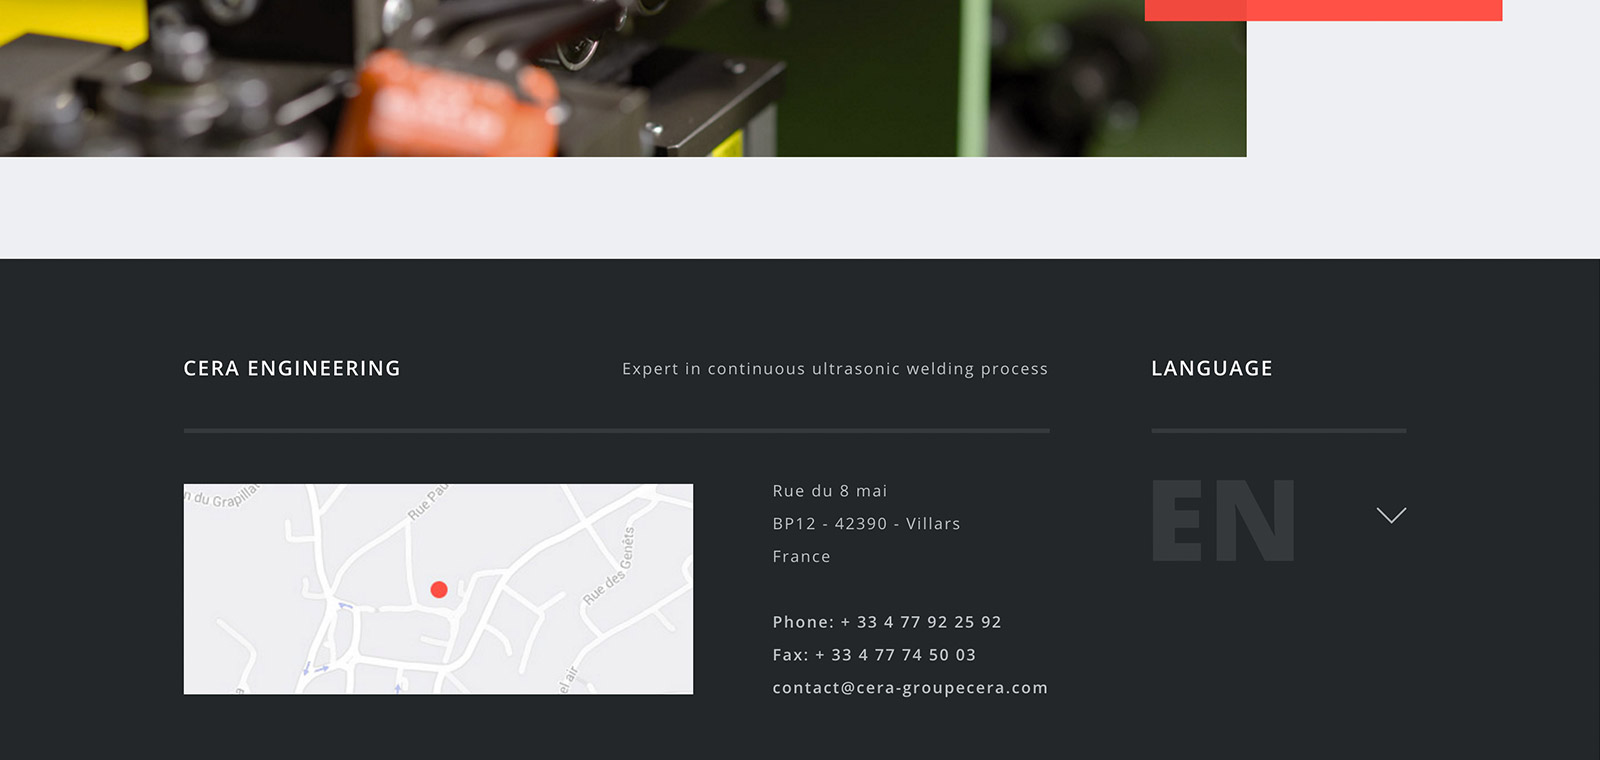 CERA ENGINEERING
Expert in continuous ultrasonic welding process
LANGUAGE
Rue du 8 mai
BP12 - 42390 - Villars
France
EN
Phone: + 33 4 77 92 25 92
Fax: + 33 4 77 74 50 03
contact@cera-groupecera.com
n du Grapillat
Rue Pau
Rue des Genêts
el air
a